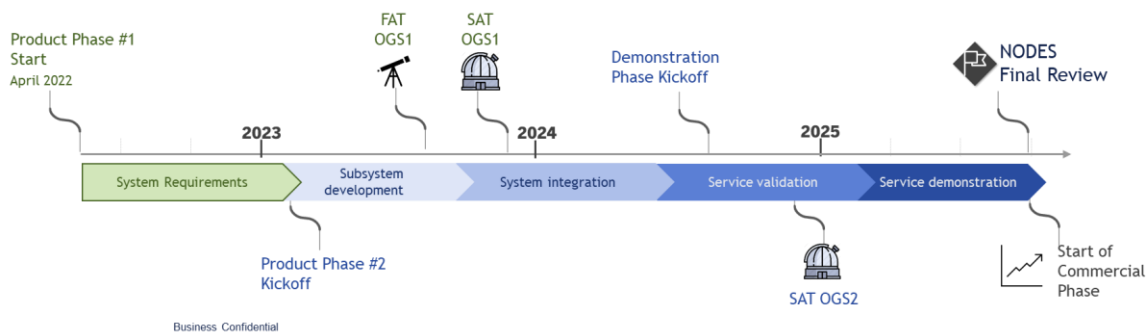 Product Phase #1
Start
April 2022
FAT
OGS1
SAT
OGS1
Demonstration
Phase Kickoff
NODES
Final Review
2023
2024
2025
System Requirements
Subsystem
development
System integration
Service validation
Service demonstration
Product Phase #2
Kickoff
SAT OGS2
Start of
Commercial
Phase
Business Confidential